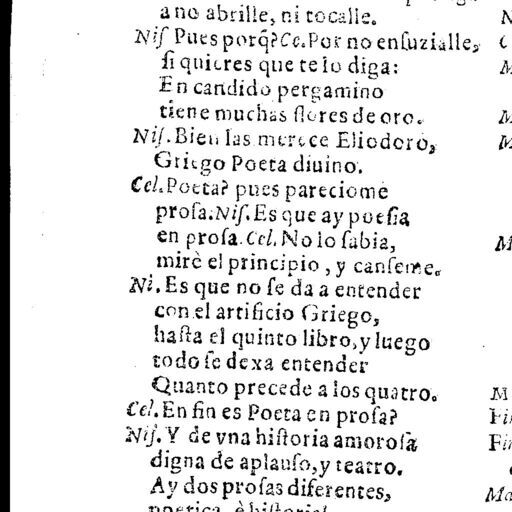 a no abrille, ni tocalle.
Niſ Pues porq̃? Ce. Por no enſuzialle,
ſi quieres que te lo diga:
En candido pergamino
tiene muchas flores de oro.
Niſ. Bien las merece Eliodoro,
Griego Poeta diuino.
Cel. Poeta? pues pareciome
proſa. Niſ. Es que ay poeſia
en proſa. Cel. No lo ſabia,
mirè el principio, y canſeme.
Ni. Es que no ſe da a entender
con el artificio Griego,
haſta el quinto libro, y luego
todo ſe dexa entender
Quanto precede a los quatro.
Cel. En fin es Poeta en proſa?
Niſ. Y de vna hiſtoria amoroſa
digna de aplauſo, y teatro.
Ay dos proſas diferentes,
poetica, è hiſtorial